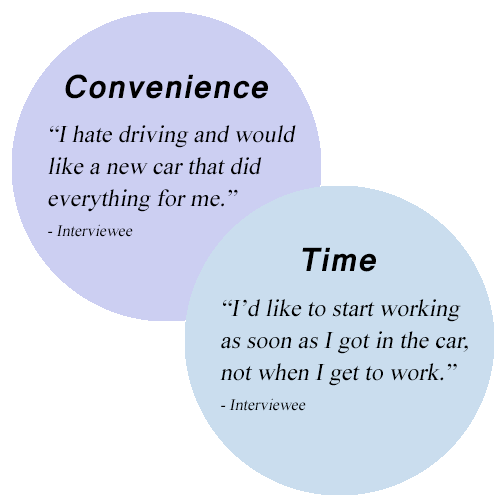 Convenience
“I hate driving and would
like a new car that did
everything for me.”
- Interviewee
Time
“I’d like to start working
as soon as I got in the car,
not when I get to work.”
- Interviewee